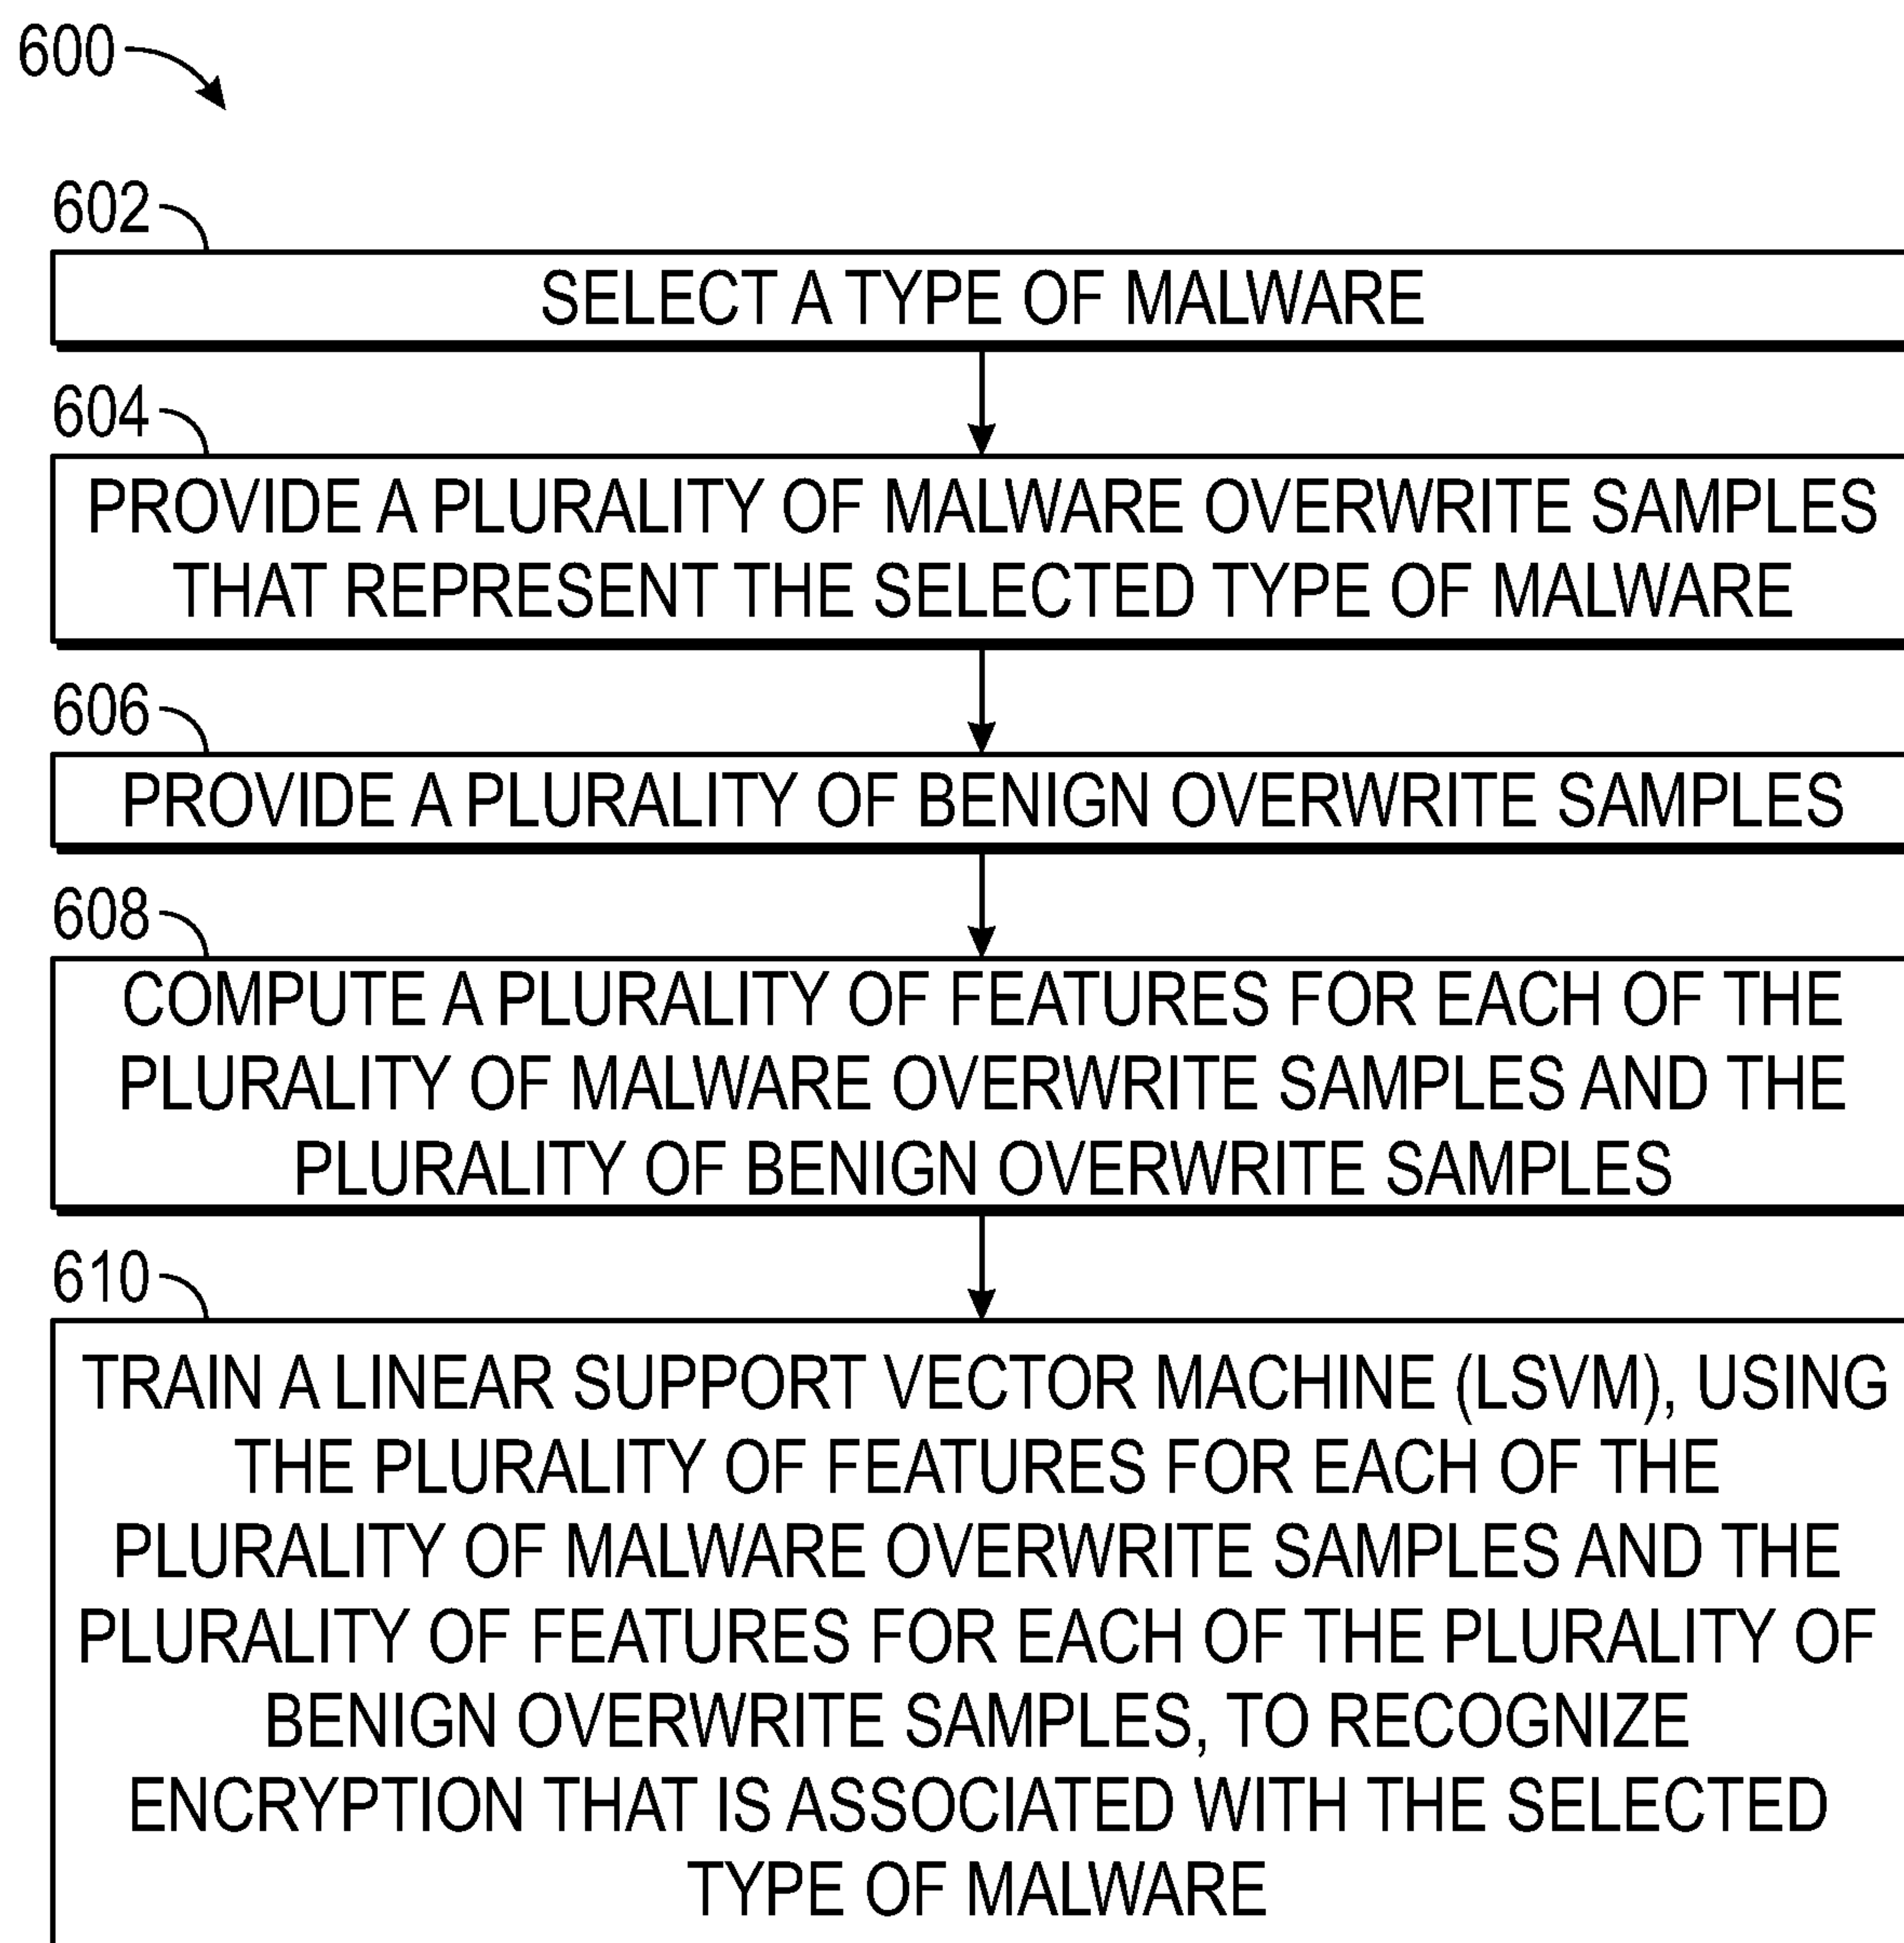 600
602
SELECT A TYPE OF MALWARE
604
PROVIDE A PLURALITY OF MALWARE OVERWRITE SAMPLES
THAT REPRESENT THE SELECTED TYPE OF MALWARE
606
PROVIDE A PLURALITY OF BENIGN OVERWRITE SAMPLES
608
COMPUTE A PLURALITY OF FEATURES FOR EACH OF THE
PLURALITY OF MALWARE OVERWRITE SAMPLES AND THE
PLURALITY OF BENIGN OVERWRITE SAMPLES
610
TRAIN A LINEAR SUPPORT VECTOR MACHINE (LSVM), USING
THE PLURALITY OF FEATURES FOR EACH OF THE
PLURALITY OF MALWARE OVERWRITE SAMPLES AND THE
PLURALITY OF FEATURES FOR EACH OF THE PLURALITY OF
BENIGN OVERWRITE SAMPLES, TO RECOGNIZE
ENCRYPTION THAT IS ASSOCIATED WITH THE SELECTED
TYPE OF MALWARE